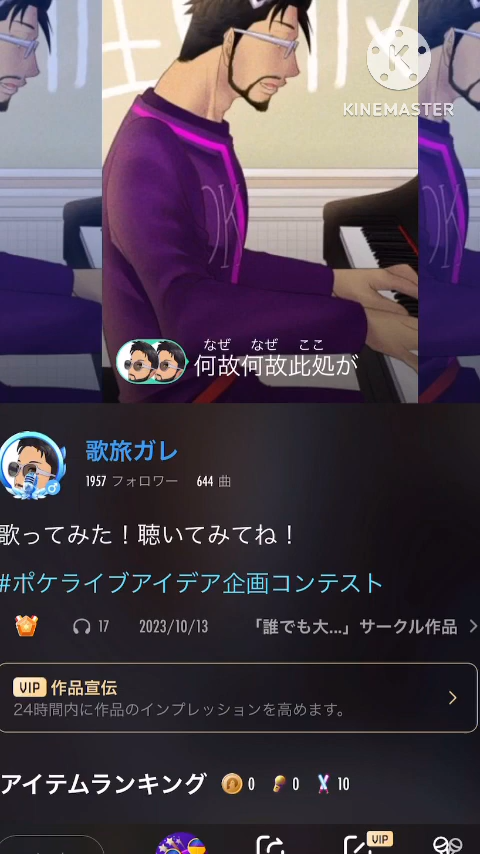 KINEMASTER
なぜ なぜ ここ
何故何故此処が
歌旅ガレ
1957 フォロワー 644 曲
歌ってみた！聴いてみてね！
#ポケライブアイデア企画コンテスト
17 2023/10/13 「誰でも大...」サークル作品
VIP 作品宣伝
24時間内に作品のインプレッションを高めます。
アイテムランキング 0 0 10
VIP